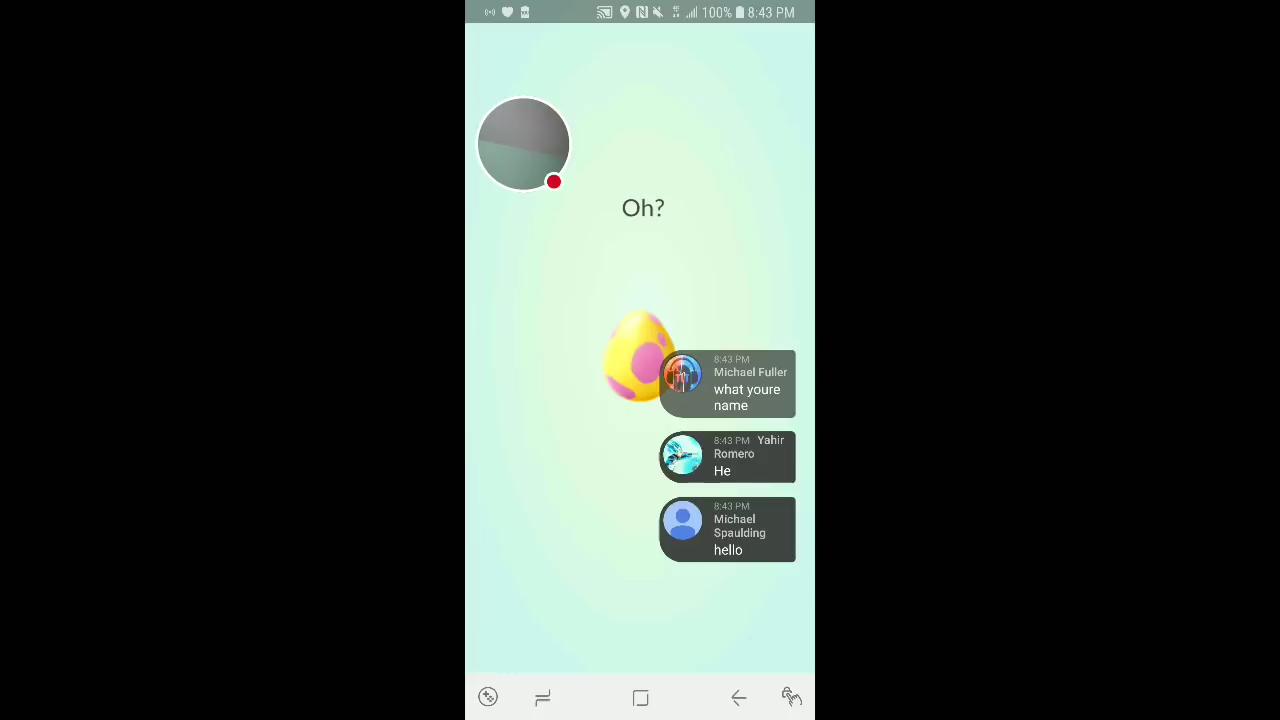 100% 8:43 PM
Oh?
8:43 PM
Michael Fuller
what youre
name
8:43 PM Yahir
Romero
He
8:43 PM
Michael
Spaulding
hello